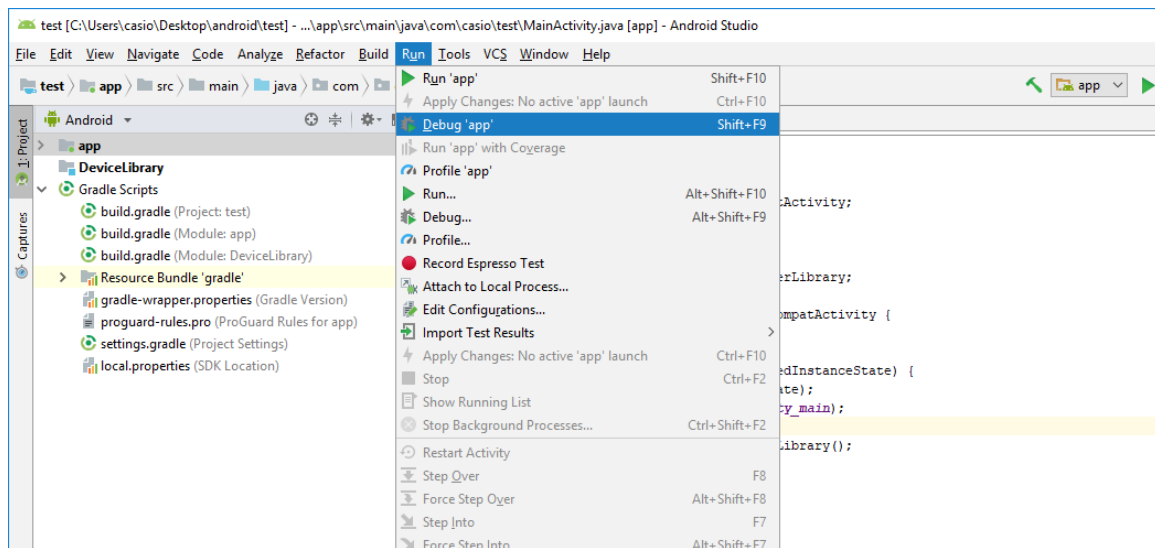 test [C:\Users\casio\Desktop\android\test] - ...\app\src\main\java\com\casio\test\MainActivity.java [app] - Android Studio
File Edit View Navigate Code Analyze Refactor Build Run Tools VCS Window Help
test app src main java com
app
1: Project
Captures
Android
app
DeviceLibrary
Gradle Scripts
build.gradle (Project: test)
build.gradle (Module: app)
build.gradle (Module: DeviceLibrary)
Resource Bundle 'gradle'
gradle-wrapper.properties (Gradle Version)
proguard-rules.pro (ProGuard Rules for app)
settings.gradle (Project Settings)
local.properties (SDK Location)
Run 'app' Shift+F10
Apply Changes: No active 'app' launch Ctrl+F10
Debug 'app' Shift+F9
Run 'app' with Coverage
Profile 'app'
Run... Alt+Shift+F10
Debug... Alt+Shift+F9
Profile...
Record Espresso Test
Attach to Local Process...
Edit Configurations...
Import Test Results
Apply Changes: No active 'app' launch Ctrl+F10
Stop Ctrl+F2
Show Running List
Stop Background Processes... Ctrl+Shift+F2
Restart Activity
Step Over F8
Force Step Over Alt+Shift+F8
Step Into F7
Force Step Into Alt+Shift+F7
tActivity;
erLibrary;
ompatActivity {
edInstanceState) {
ate);
ty_main);
Library();